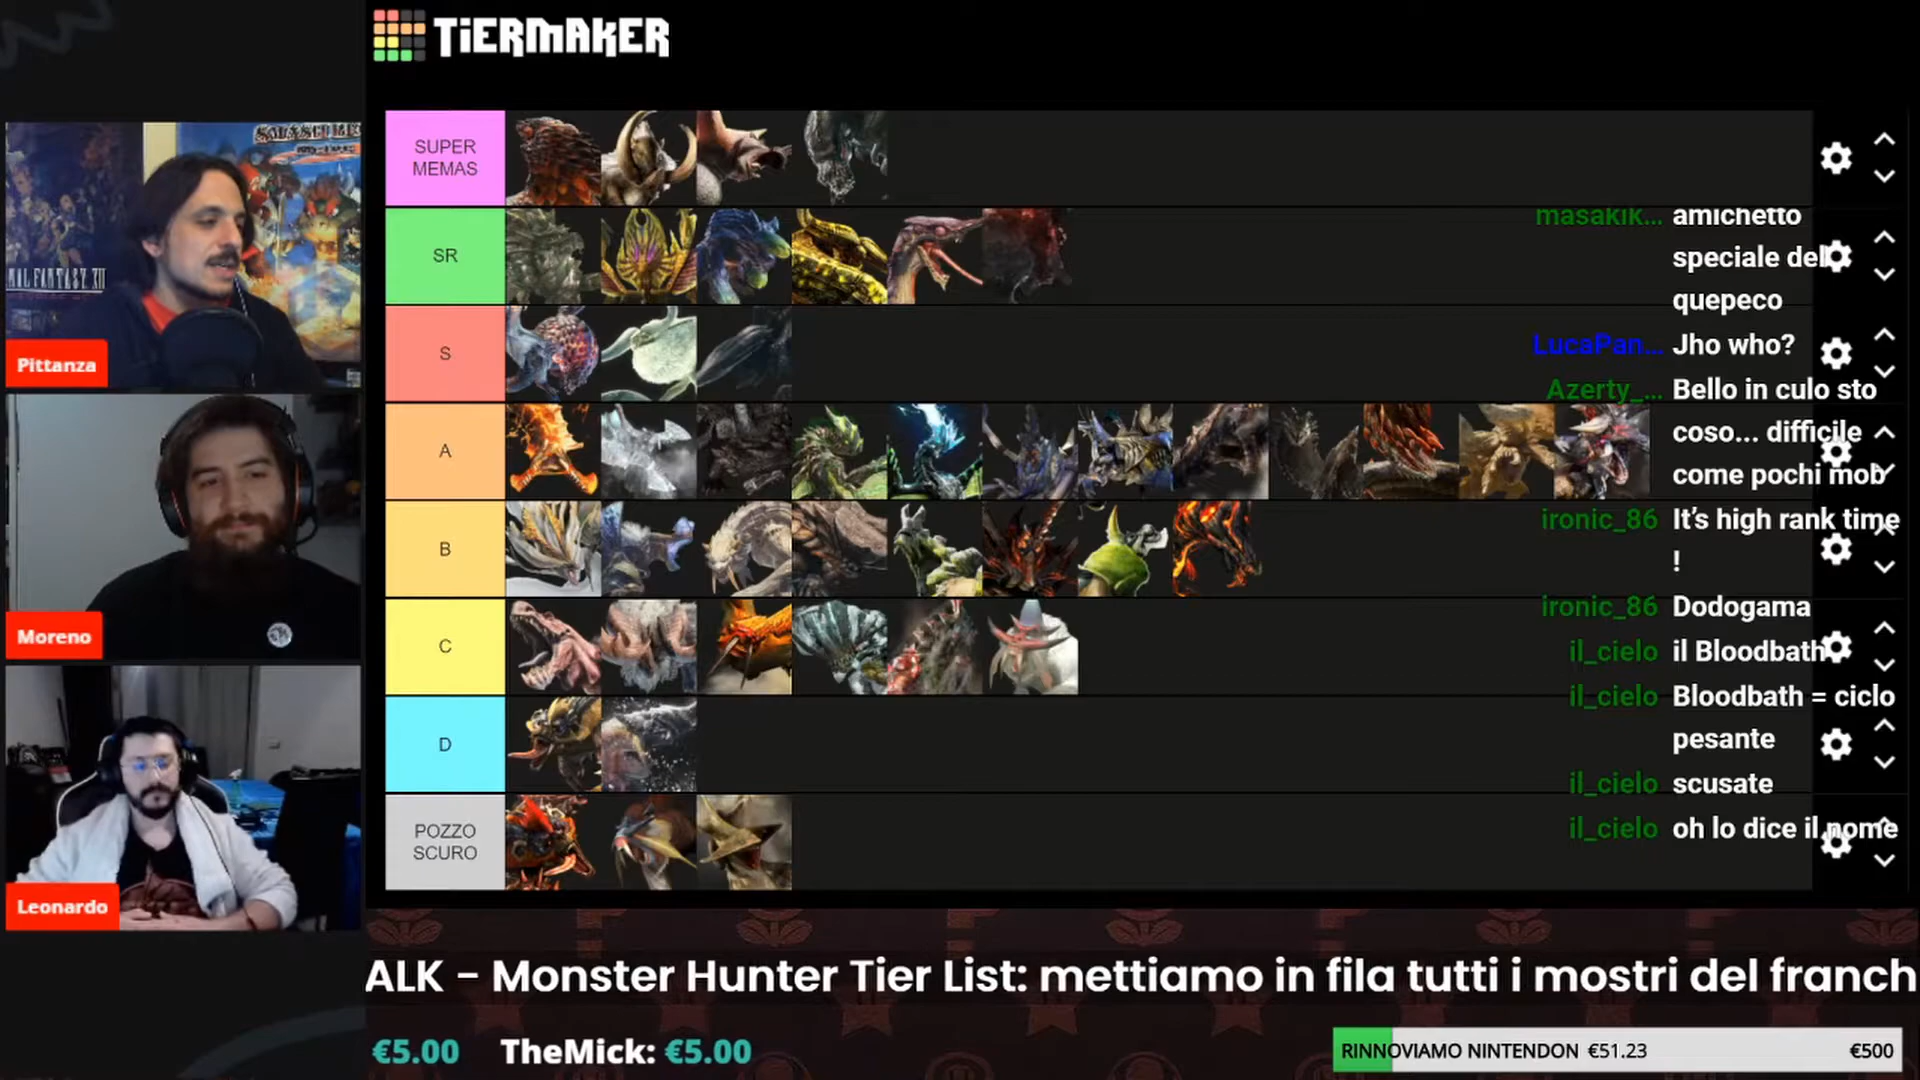 TiERMAKER
SUPER
MEMAS
SR
S
A
B
C
D
POZZO
SCURO
masakik... amichetto
speciale del
quepeco
LucaPan... Jho who?
Azerty_... Bello in culo sto
coso... difficile
come pochi mob
ironic_86 It's high rank time
!
ironic_86 Dodogama
il_cielo il Bloodbath
il_cielo Bloodbath = ciclo
pesante
il_cielo scusate
il_cielo oh lo dice il nome
Pittanza
Moreno
Leonardo
ALK - Monster Hunter Tier List: mettiamo in fila tutti i mostri del franch
€5.00 TheMick: €5.00
RINNOVIAMO NINTENDON €51.23 €500